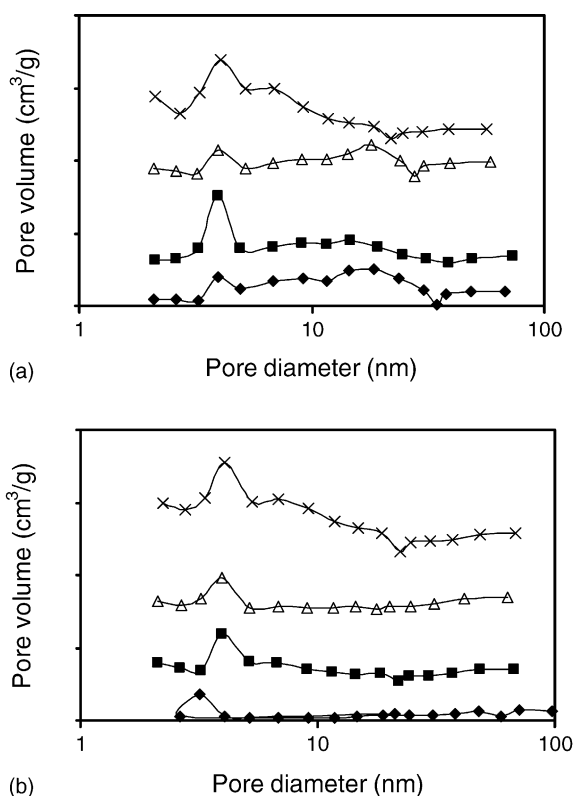 Pore volume (cm³/g)
1
10
100
Pore diameter (nm)
(a)
Pore volume (cm³/g)
1
10
100
Pore diameter (nm)
(b)